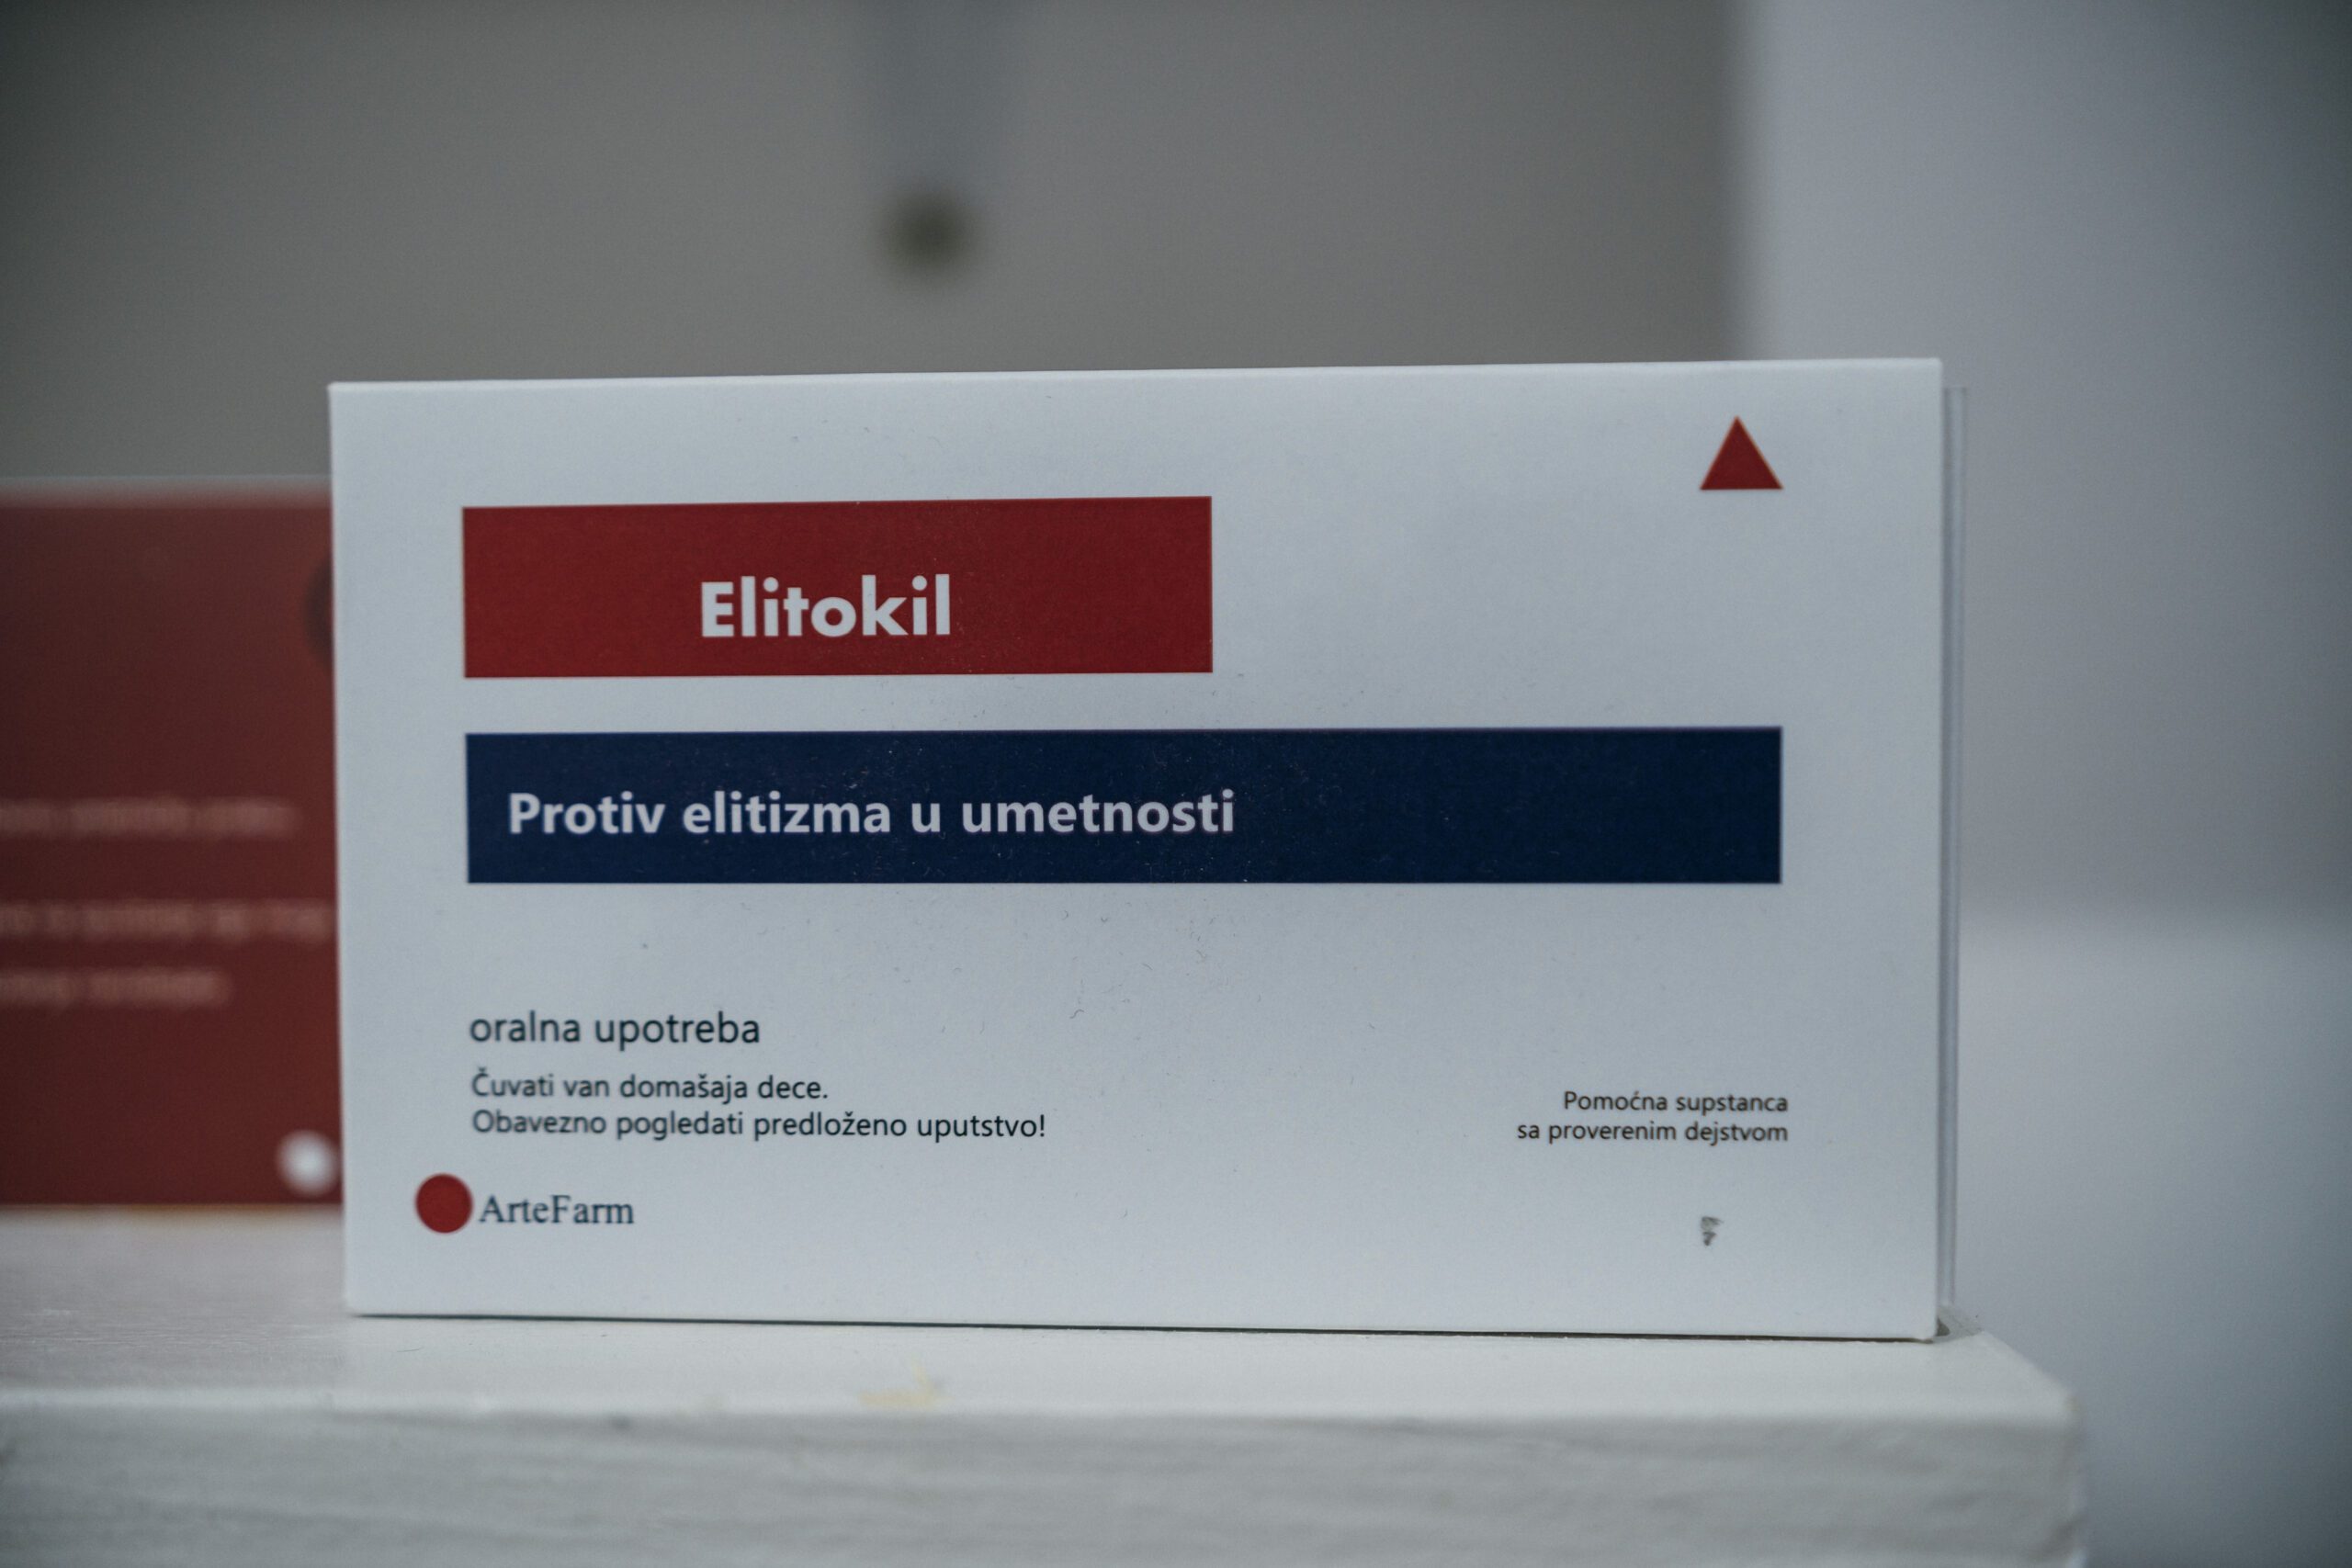 Elitokil
Protiv elitizma u umetnosti
oralna upotreba
Čuvati van domašaja dece.
Obavezno pogledati predloženo uputstvo!
Pomoćna supstanca
sa proverenim dejstvom
ArteFarm